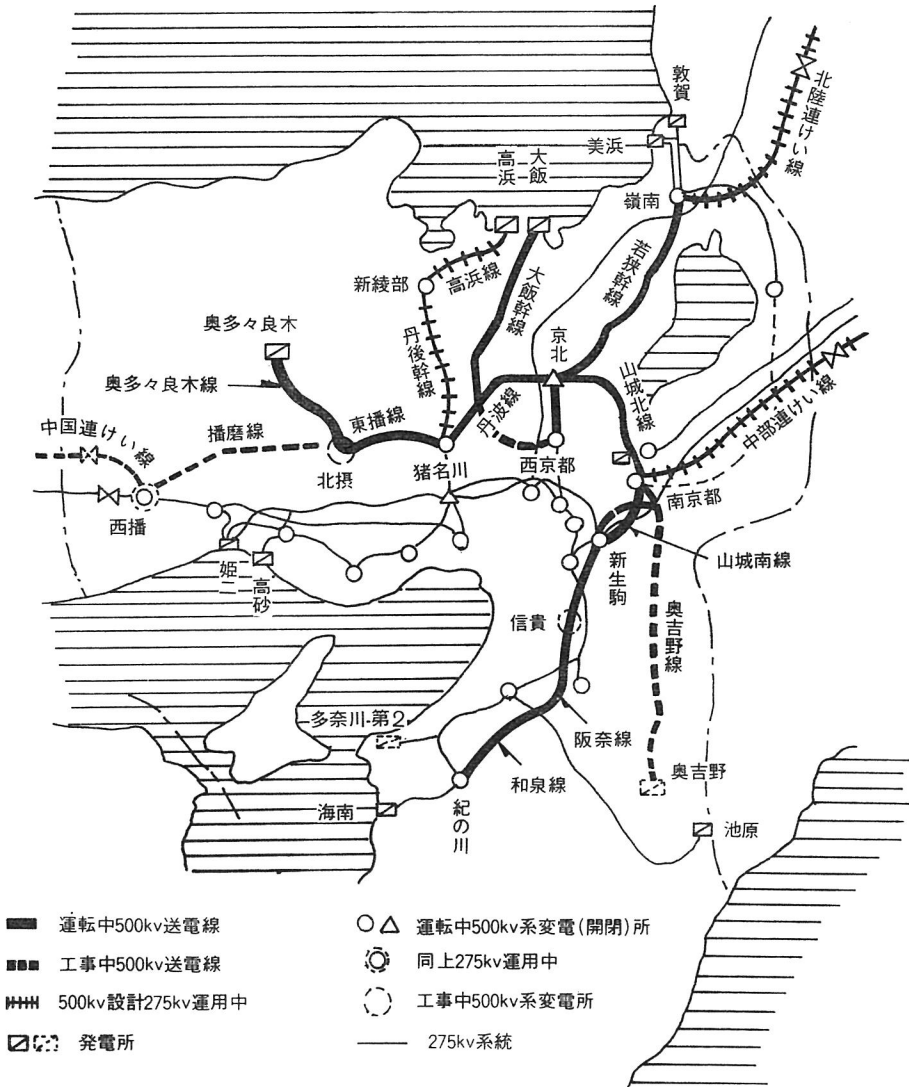 敦賀
美浜
北陸連けい線
高浜
大飯
嶺南
若狭幹線
高浜線
新綾部
大飯幹線
奥多々良木
丹後幹線
京北
山城北線
奥多々良木線
東播線
丹波線
中部連けい線
中国連けい線
播磨線
北摂
猪名川
西京都
南京都
西播
新生駒
山城南線
姫二
高砂
信貴
奥吉野線
多奈川第2
阪奈線
奥吉野
和泉線
海南
紀の川
池原
運転中500kv送電線
工事中500kv送電線
500kv設計275kv運用中
発電所
運転中500kv系変電(開閉)所
同上275kv運用中
工事中500kv系変電所
275kv系統